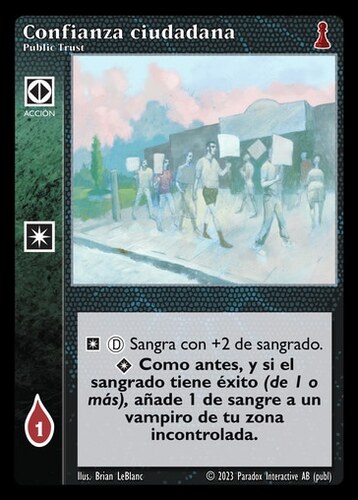 Confianza ciudadana
Public Trust
ACCIÓN
D Sangra con +2 de sangrado.
Como antes, y si el
sangrado tiene éxito (de 1 o
más), añade 1 de sangre a un
vampiro de tu zona
incontrolada.
1
Illus. Brian LeBlanc
© 2023 Paradox Interactive AB (publ)